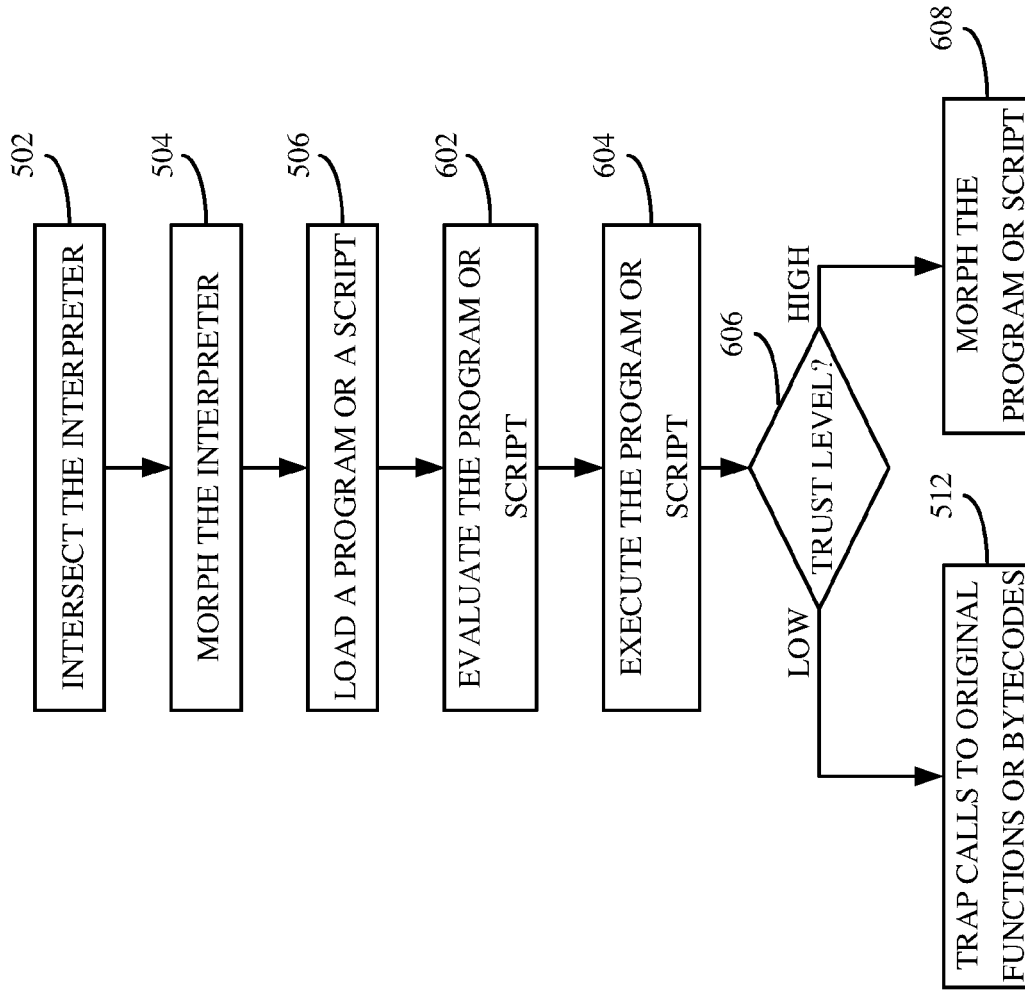 502
INTERSECT THE INTERPRETER
504
MORPH THE INTERPRETER
506
LOAD A PROGRAM OR A SCRIPT
602
EVALUATE THE PROGRAM OR
SCRIPT
604
EXECUTE THE PROGRAM OR
SCRIPT
606
TRUST LEVEL?
LOW
HIGH
512
TRAP CALLS TO ORIGINAL
FUNCTIONS OR BYTECODES
608
MORPH THE
PROGRAM OR SCRIPT